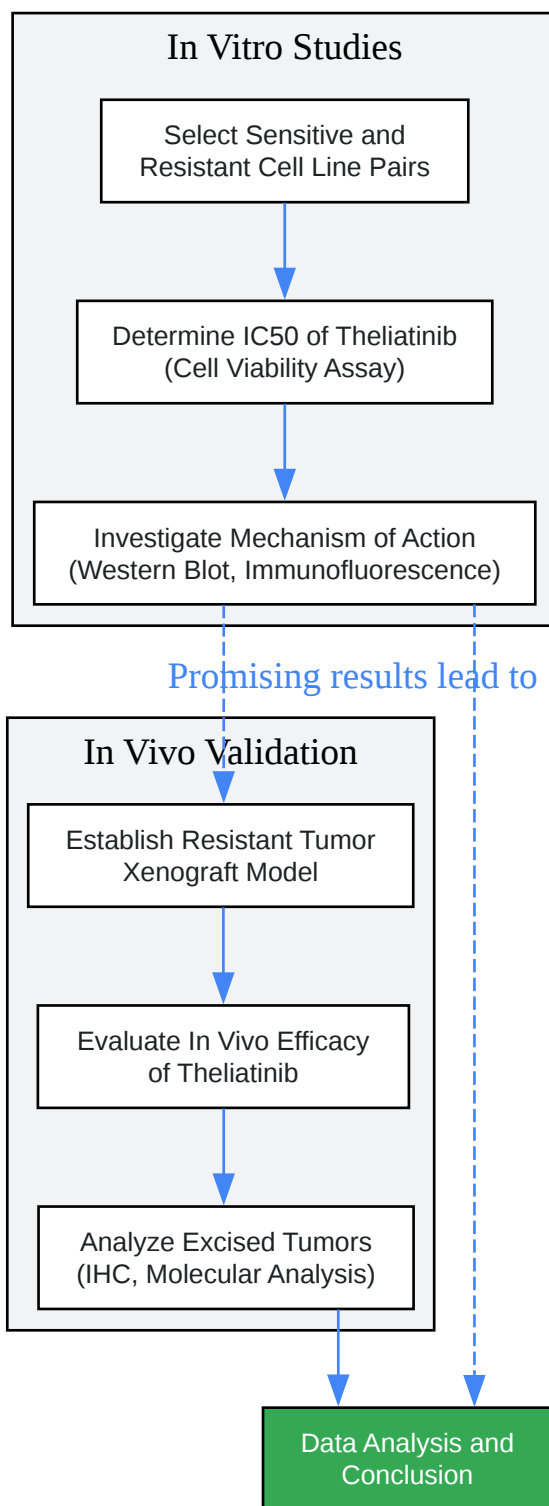 In Vitro Studies
Select Sensitive and
Resistant Cell Line Pairs
Determine IC50 of Theliatinib
(Cell Viability Assay)
Investigate Mechanism of Action
(Western Blot, Immunofluorescence)
Promising results lead to
In Vivo Validation
Establish Resistant Tumor
Xenograft Model
Evaluate In Vivo Efficacy
of Theliatinib
Analyze Excised Tumors
(IHC, Molecular Analysis)
Data Analysis and
Conclusion